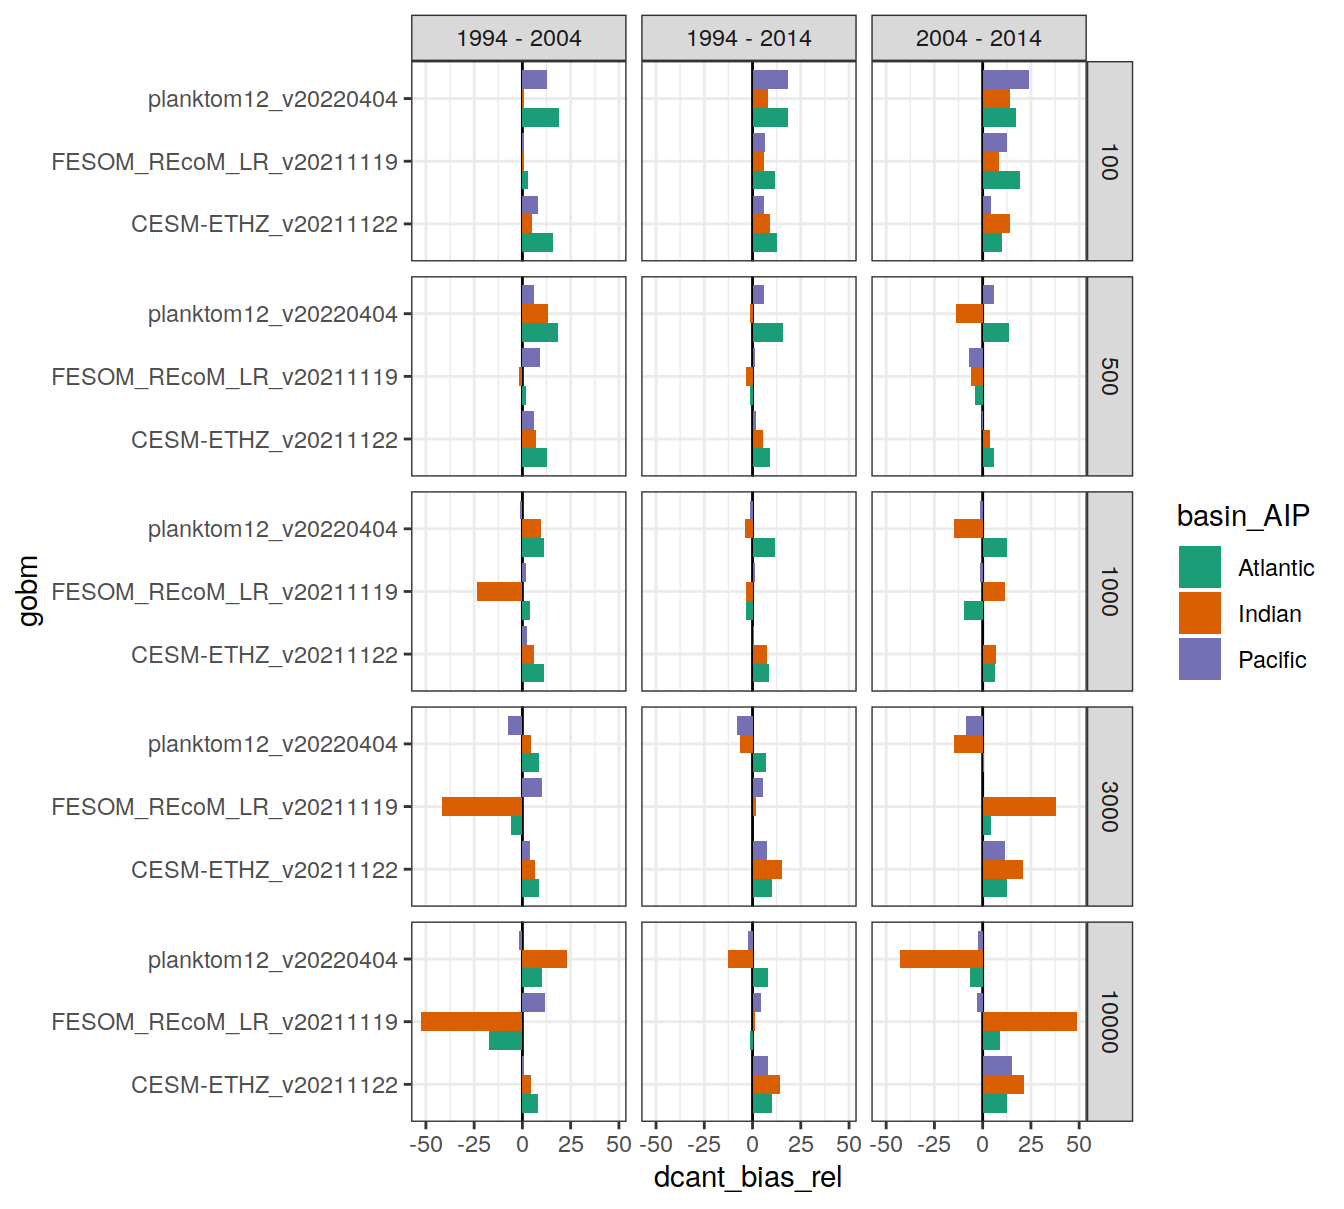 1994 - 2004
1994 - 2014
2004 - 2014
planktom12_v20220404
FESOM_REcoM_LR_v20211119
CESM-ETHZ_v20211122
100
planktom12_v20220404
FESOM_REcoM_LR_v20211119
CESM-ETHZ_v20211122
500
planktom12_v20220404
FESOM_REcoM_LR_v20211119
CESM-ETHZ_v20211122
1000
planktom12_v20220404
FESOM_REcoM_LR_v20211119
CESM-ETHZ_v20211122
3000
planktom12_v20220404
FESOM_REcoM_LR_v20211119
CESM-ETHZ_v20211122
10000
gobm
-50 -25 0 25 50
-50 -25 0 25 50
-50 -25 0 25 50
dcant_bias_rel
basin_AIP
Atlantic
Indian
Pacific